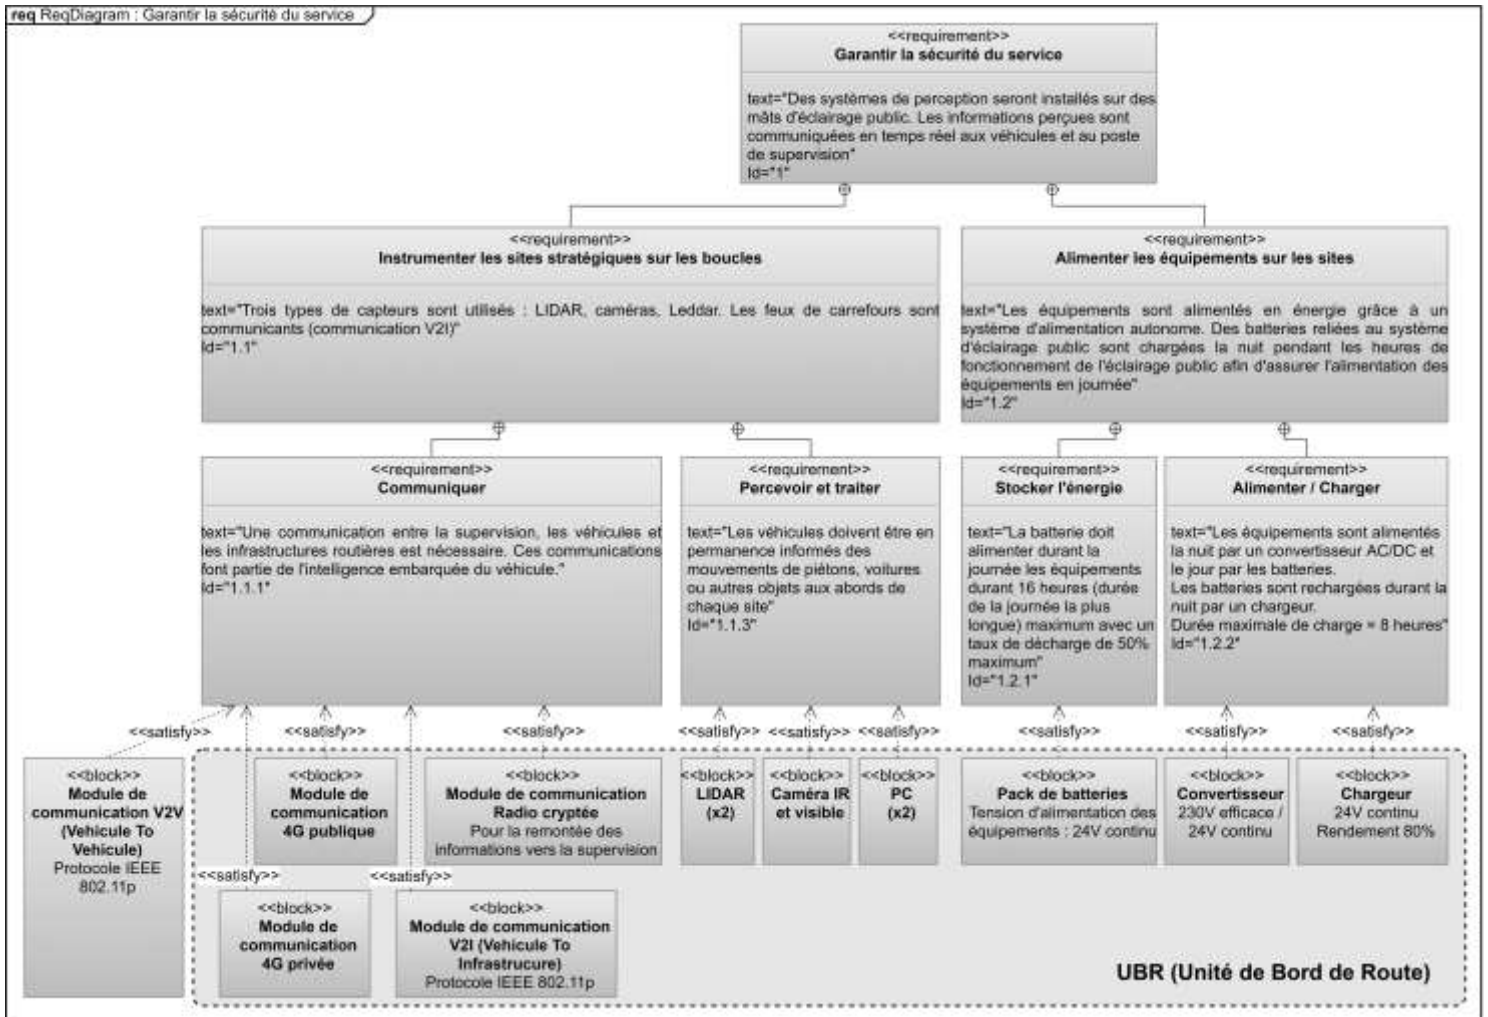 req ReqDiagram : Garantir la sécurité du service
<<requirement>>
Garantir la sécurité du service
text="Des systèmes de perception seront installés sur des
mâts d'éclairage public. Les informations perçues sont
communiquées en temps réel aux véhicules et au poste
de supervision"
Id="1"
<<requirement>>
Instrumenter les sites stratégiques sur les boucles
text="Trois types de capteurs sont utilisés : LIDAR, caméras, Leddar. Les feux de carrefours sont
communicants (communication V2I)"
Id="1.1"
<<requirement>>
Alimenter les équipements sur les sites
text="Les équipements sont alimentés en énergie grâce à un
système d'alimentation autonome. Des batteries reliées au système
d'éclairage public sont chargées la nuit pendant les heures de
fonctionnement de l'éclairage public afin d'assurer l'alimentation des
équipements en journée"
Id="1.2"
<<requirement>>
Communiquer
text="Une communication entre la supervision, les véhicules et
les infrastructures routières est nécessaire. Ces communications
font partie de l'intelligence embarquée du véhicule."
Id="1.1.1"
<<requirement>>
Percevoir et traiter
text="Les véhicules doivent être en
permanence informés des
mouvements de piétons, voitures
ou autres objets aux abords de
chaque site"
Id="1.1.3"
<<requirement>>
Stocker l'énergie
text="La batterie doit
alimenter durant la
journée les équipements
durant 16 heures (durée
de la journée la plus
longue) maximum avec un
taux de décharge de 50%
maximum"
Id="1.2.1"
<<requirement>>
Alimenter / Charger
text="Les équipements sont alimentés
la nuit par un convertisseur AC/DC et
le jour par les batteries.
Les batteries sont rechargées durant la
nuit par un chargeur.
Durée maximale de charge = 8 heures"
Id="1.2.2"
<<satisfy>>
<<satisfy>>
<<satisfy>>
<<satisfy>>
<<satisfy>>
<<satisfy>>
<<satisfy>>
<<satisfy>>
<<satisfy>>
<<block>>
Module de
communication V2V
(Vehicule To
Vehicule)
Protocole IEEE
802.11p
<<block>>
Module de
communication
4G publique
<<block>>
Module de communication
Radio cryptée
Pour la remontée des
informations vers la supervision
<<block>>
LIDAR
(x2)
<<block>>
Caméra IR
et visible
<<block>>
PC
(x2)
<<block>>
Pack de batteries
Tension d'alimentation des
équipements : 24V continu
<<block>>
Convertisseur
230V efficace /
24V continu
<<block>>
Chargeur
24V continu
Rendement 80%
<<satisfy>>
<<satisfy>>
<<block>>
Module de
communication
4G privée
<<block>>
Module de communication
V2I (Vehicule To
Infrastrucure)
Protocole IEEE 802.11p
UBR (Unité de Bord de Route)